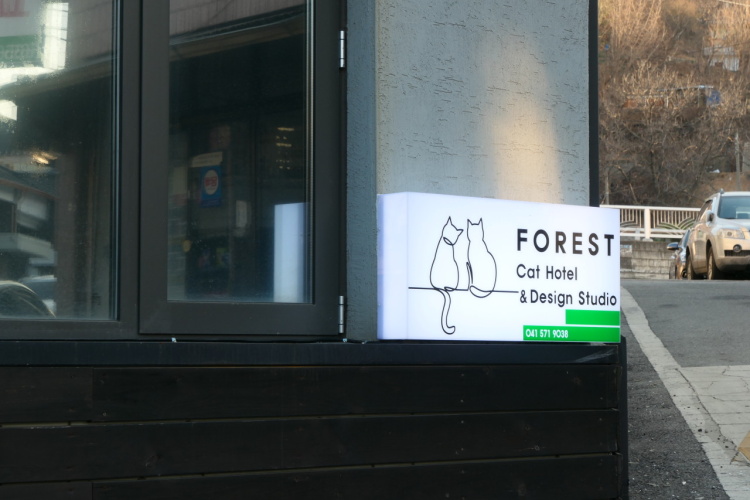 FOREST
Cat Hotel
& Design Studio
041 571 9038